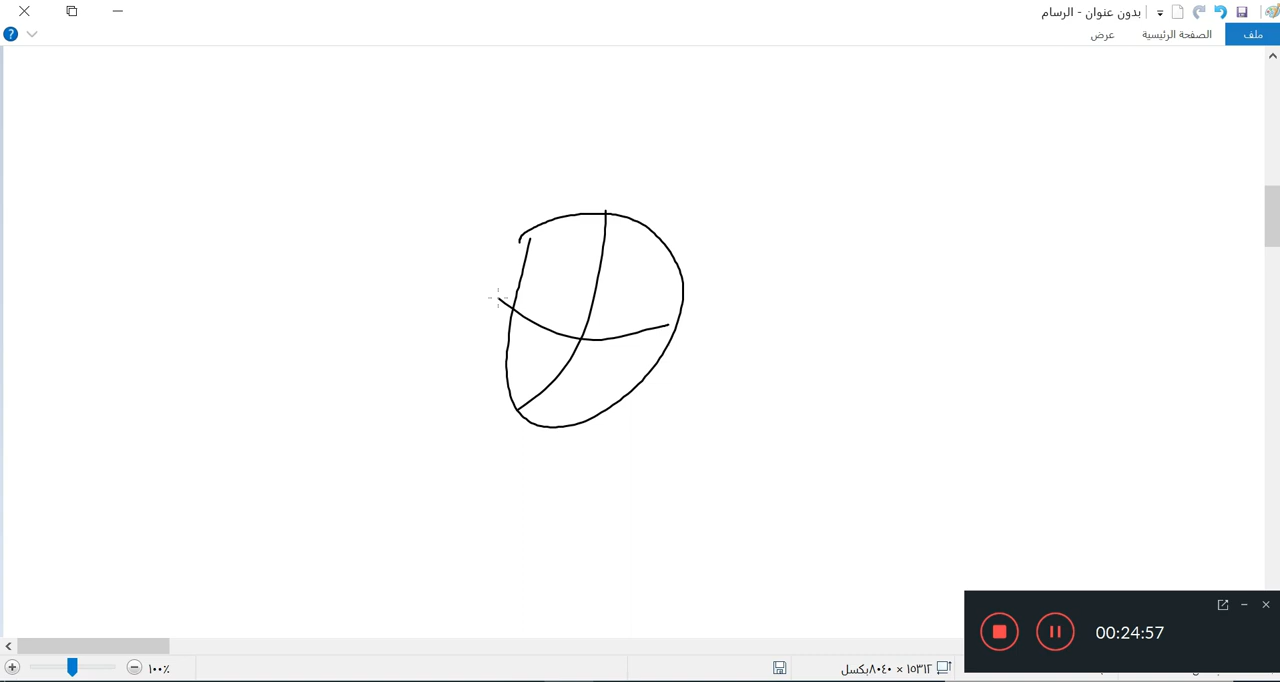 بدون عنوان - الرسام
ملف
الصفحة الرئيسية
عرض
?
00:24:57
١٠٠٪
١٥٣١٢ × ٨٠٤٠بكسل